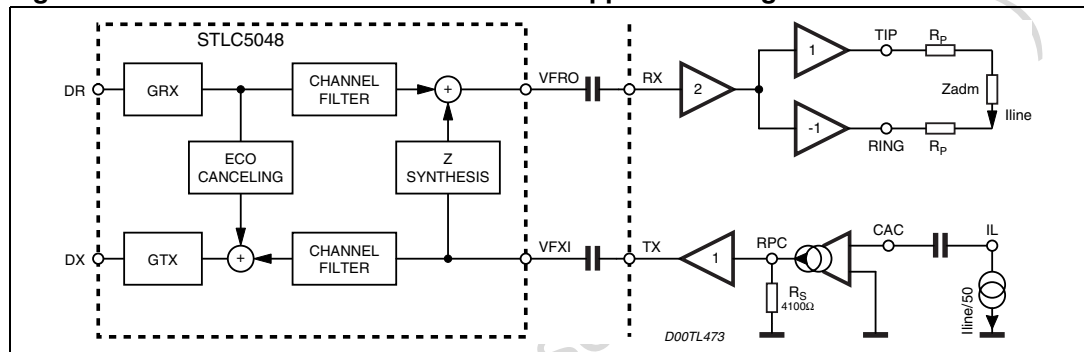 STLC5048
DR
GRX
CHANNEL
FILTER
+
VFRO
RX
2
1
TIP
RP
Zadm
Iline
-1
RING
RP
ECO
CANCELING
Z
SYNTHESIS
DX
GTX
+
CHANNEL
FILTER
VFXI
TX
1
RPC
RS
4100Ω
CAC
IL
Iline/50
D00TL473